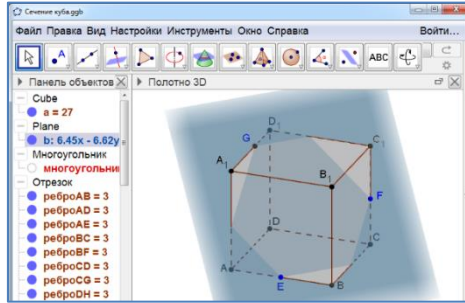 Сечение куба.ggb
Файл Правка Вид Настройки Инструменты Окно Справка
Войти...
A
ABC
Панель объектов
Полотно 3D
Cube
a = 27
Plane
b: 6.45x - 6.62y
Многоугольник
многоугольни
Отрезок
реброAB = 3
реброAD = 3
реброAE = 3
реброBC = 3
реброBF = 3
реброCD = 3
реброCG = 3
реброDH = 3
D1
G
C1
A1
B1
F
D
C
A
E
B